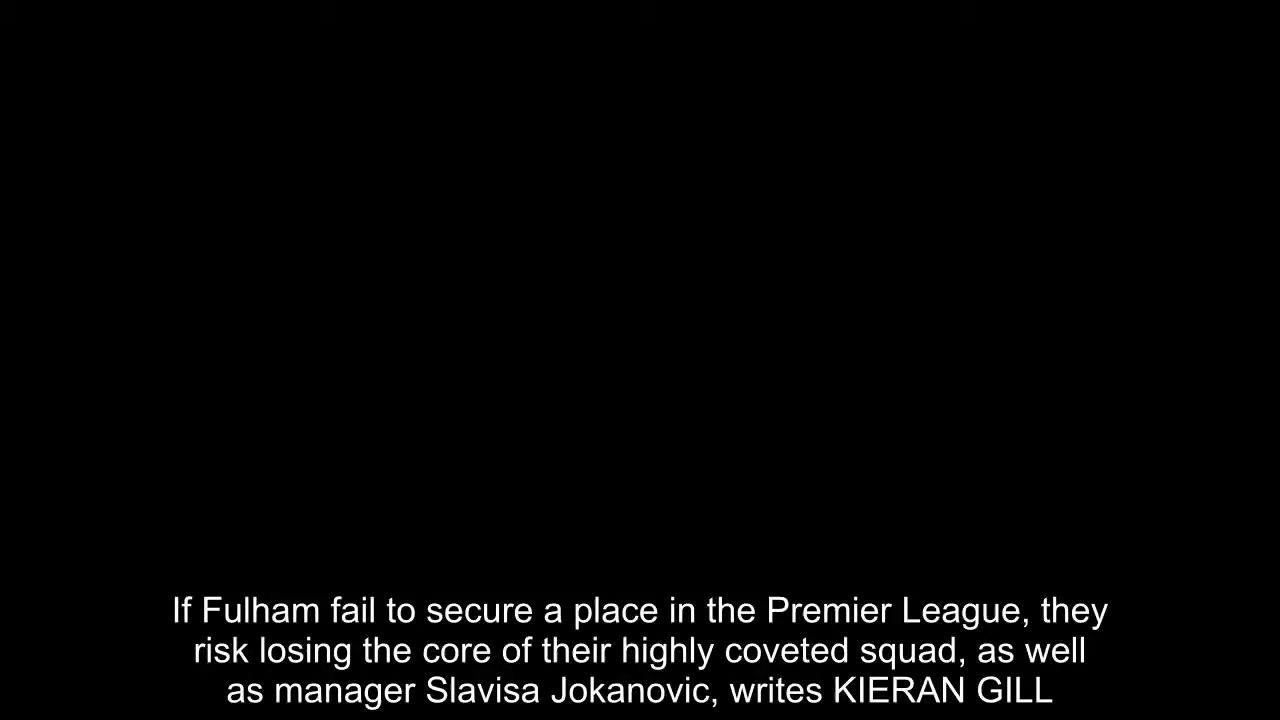 If Fulham fail to secure a place in the Premier League, they
risk losing the core of their highly coveted squad, as well
as manager Slavisa Jokanovic, writes KIERAN GILL